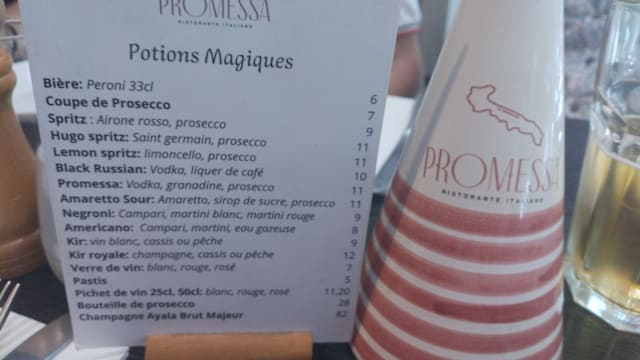 PROMESSA
RISTORANTE ITALIANO
Potions Magiques
Bière: Peroni 33cl 6
Coupe de Prosecco 7
Spritz : Airone rosso, prosecco 9
Hugo spritz: Saint germain, prosecco 11
Lemon spritz: limoncello, prosecco 11
Black Russian: Vodka, liquer de café 10
Promessa: Vodka, granadine, prosecco 11
Amaretto Sour: Amaretto, sirop de sucre, prosecco 11
Negroni: Campari, martini blanc, martini rouge 9
Americano: Campari, martini, eau gazeuse 8
Kir: vin blanc, cassis ou pêche 9
Kir royale: champagne, cassis ou pêche 12
Verre de vin: blanc, rouge, rosé 7
Pastis 5
Pichet de vin 25cl, 50cl: blanc, rouge, rosé 11,20
Bouteille de prosecco 28
Champagne Ayala Brut Majeur 82
PROMESSA
RISTORANTE ITALIANO